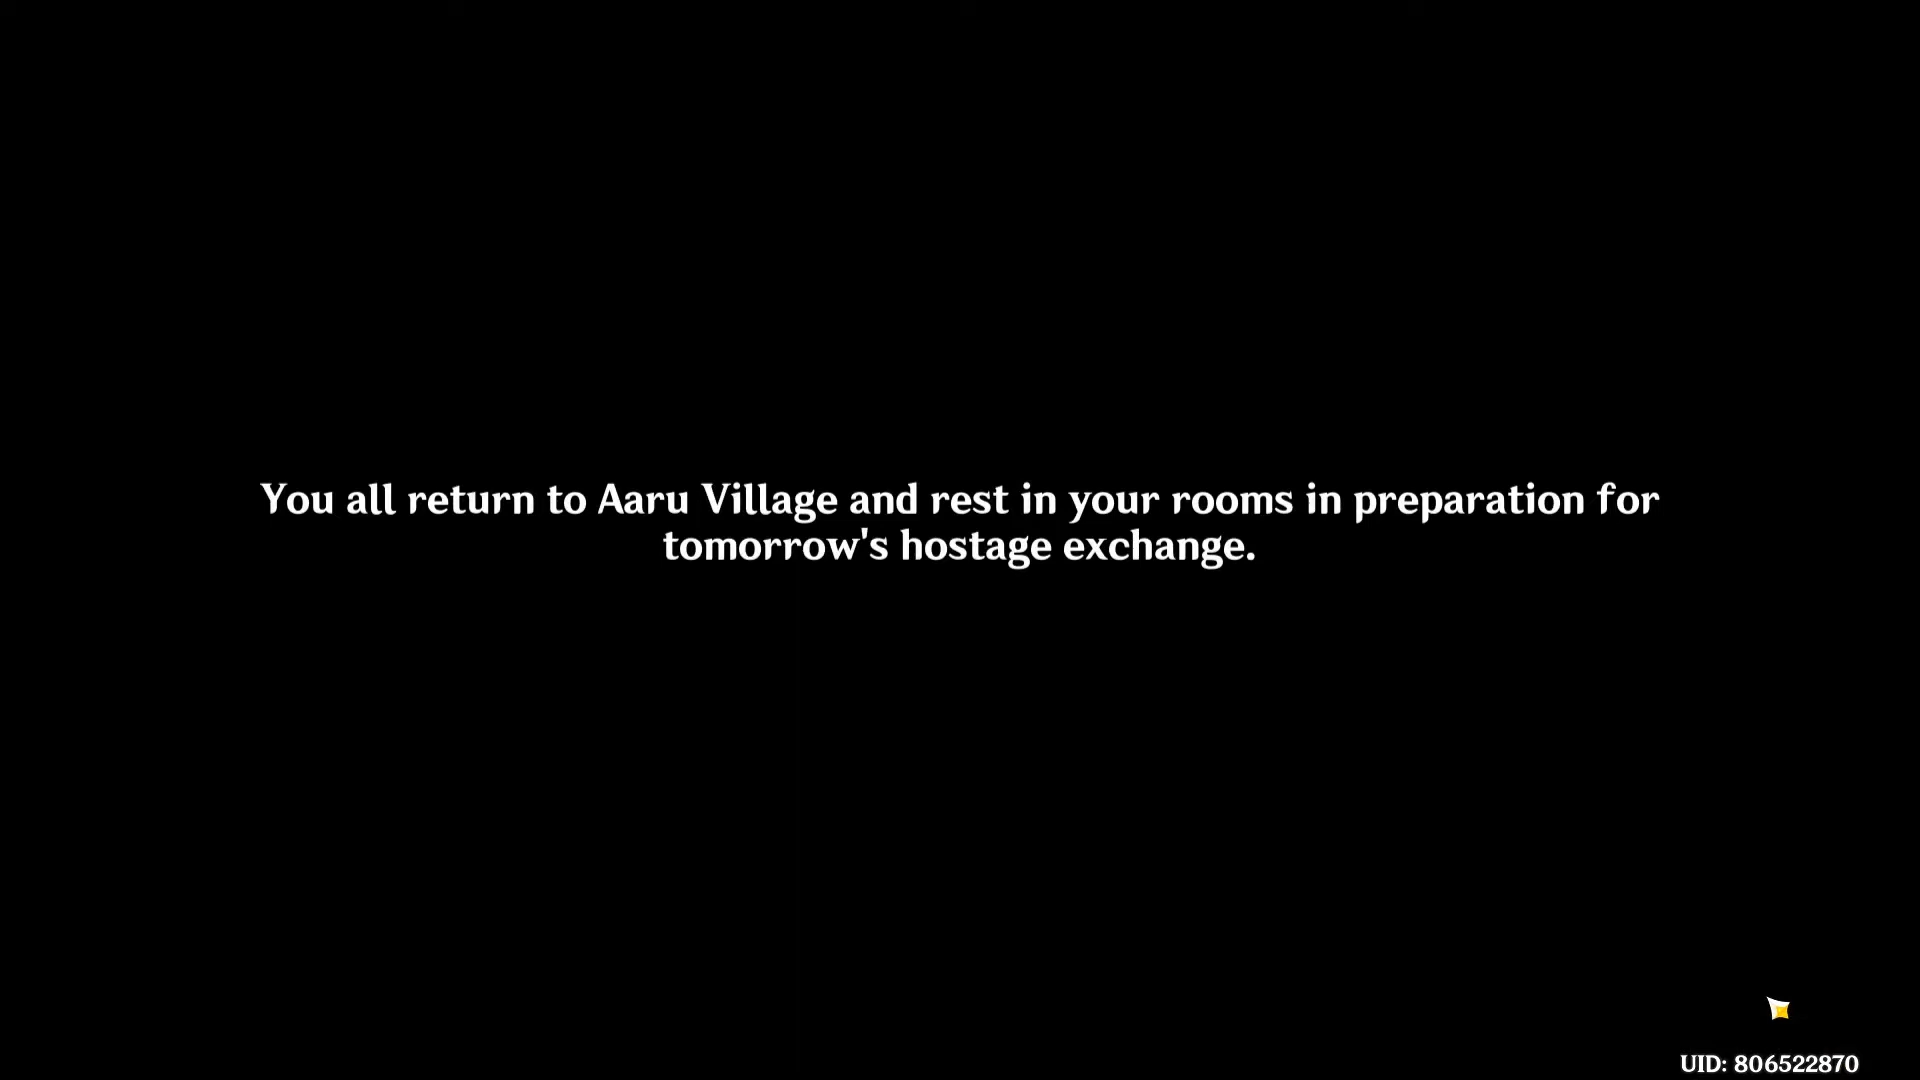 You all return to Aaru Village and rest in your rooms in preparation for
tomorrow's hostage exchange.
UID: 806522870